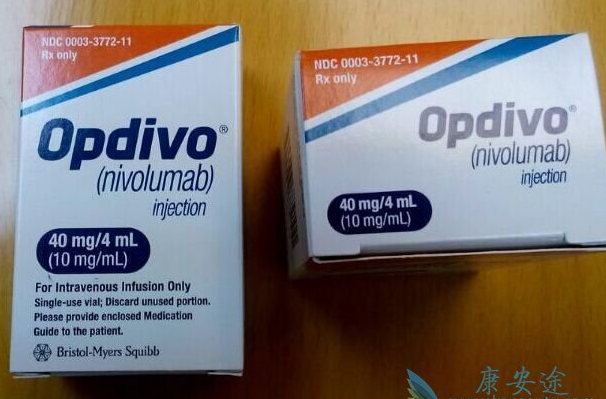 NDC 0003-3772-11
Rx only
Opdivo®
(nivolumab)
injection
40 mg/4 mL
(10 mg/mL)
For Intravenous Infusion Only
Single-use vial; Discard unused portion.
Please provide enclosed Medication
Guide to the patient.
Bristol-Myers Squibb
NDC 0003-3772-11
Rx only
Opdivo®
(nivolumab)
injection
40 mg/4 mL
(10 mg/mL)
康安途